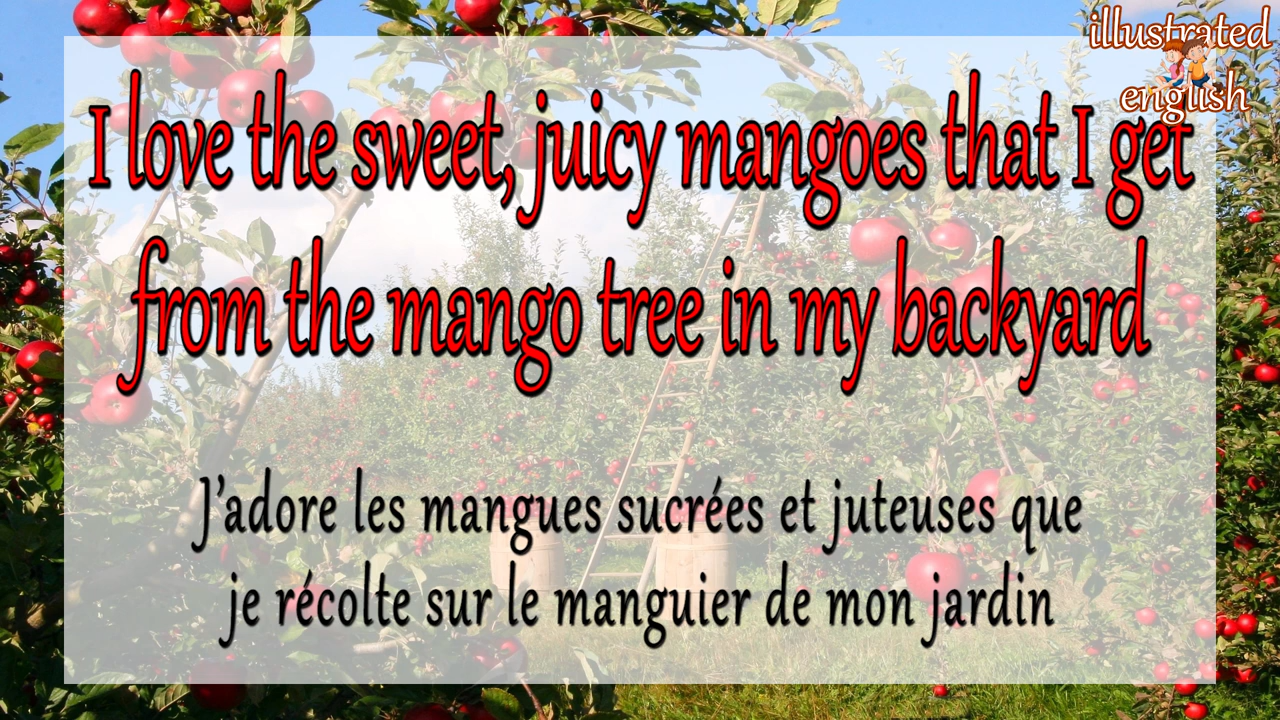 illustrated
english
I love the sweet, juicy mangoes that I get
from the mango tree in my backyard
J'adore les mangues sucrées et juteuses que
je récolte sur le manguier de mon jardin